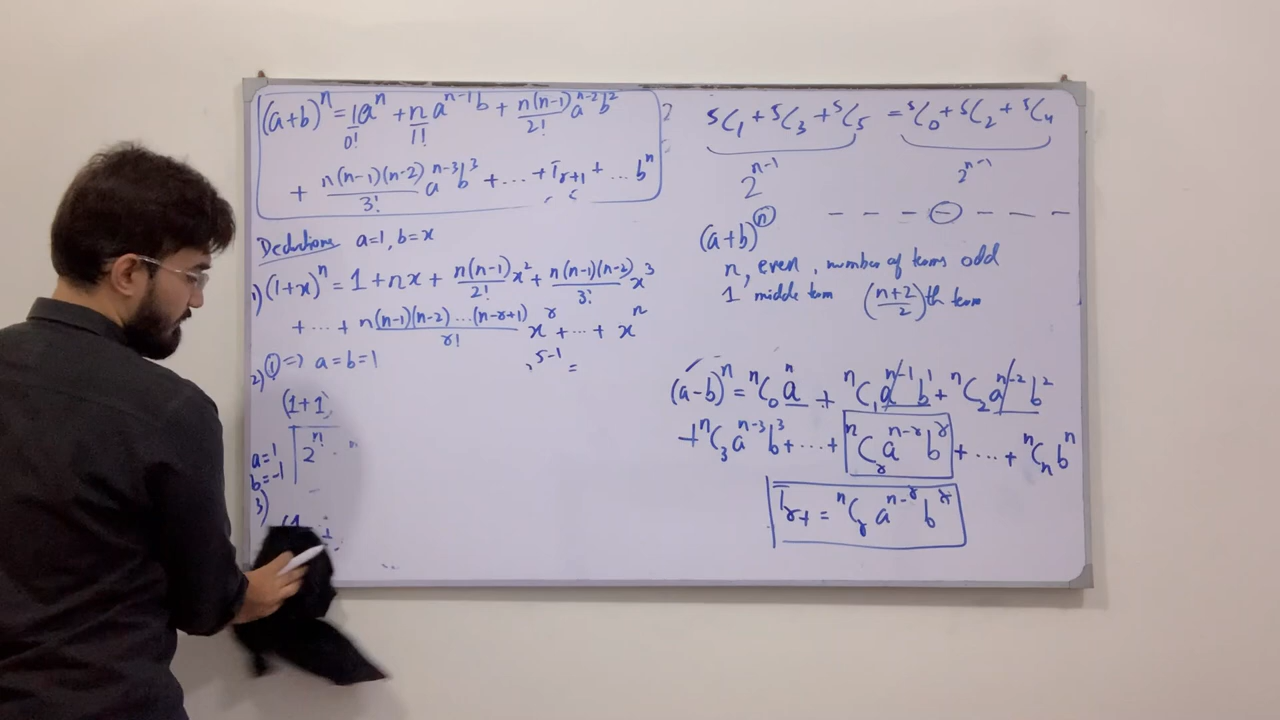 (a+b)^n = 1/0! a^n + n/1! a^(n-1) b + n(n-1)/2! a^(n-2) b^2
+ n(n-1)(n-2)/3! a^(n-3) b^3 + ... + T_(r+1) + ... b^n
Deductions a=1, b=x
1) (1+x)^n = 1 + nx + n(n-1)/2! x^2 + n(n-1)(n-2)/3! x^3
+ ... + n(n-1)(n-2)...(n-r+1)/r! x^r + ... + x^n
2) ① => a=b=1
5-1 =
(1+1)
2^n
a=1
b=-1
3)
(1
5C1 + 5C3 + 5C5 = 5C0 + 5C2 + 5C4
2^(n-1) 2^(n-1)
(a+b)^n - - - - - - -
n, even, number of terms odd
1, middle term ((n+2)/2)th term
(a-b)^n = nC0 a^n + nC1 a^(n-1) b^1 + nC2 a^(n-2) b^2
+ nC3 a^(n-3) b^3 + ... + nCr a^(n-r) b^r + ... + nCn b^n
T_(r+1) = nCr a^(n-r) b^r